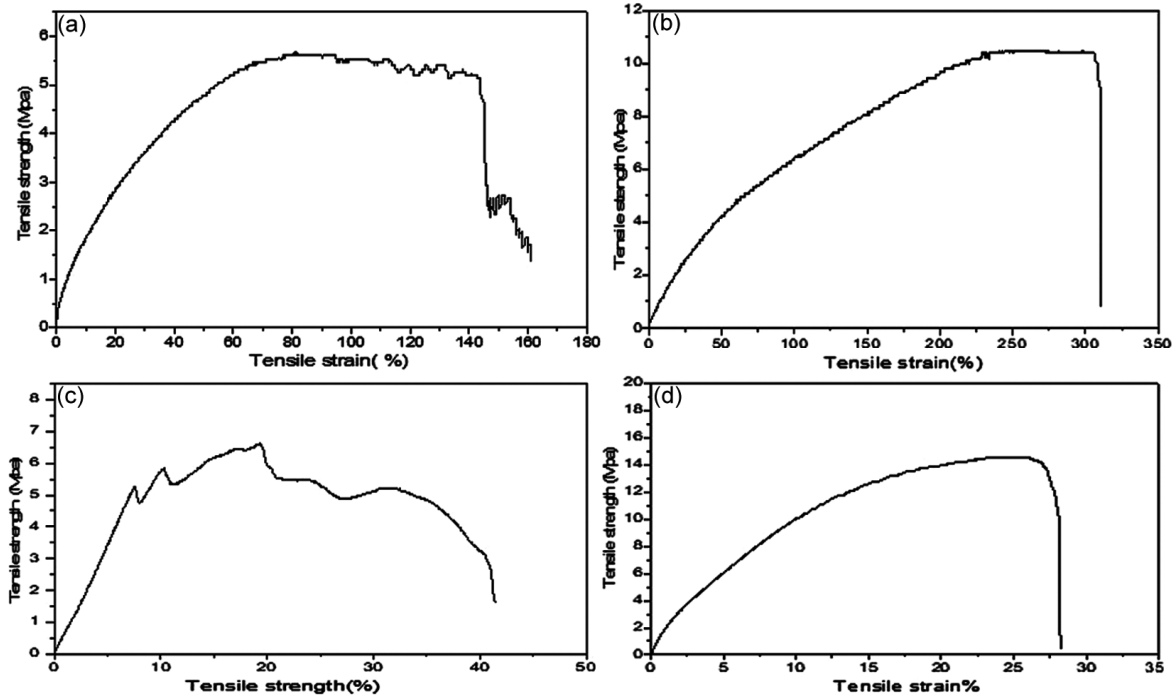 (a)
6
5
4
3
2
1
0
Tensile strength (Mpa)
0 20 40 60 80 100 120 140 160 180
Tensile strain( %)
(b)
12
10
8
6
4
2
0
Tensile stength (Mpa)
0 50 100 150 200 250 300 350
Tensile strain(%)
(c)
8
7
6
5
4
3
2
1
0
Tensile strength (Mpa)
0 10 20 30 40 50
Tensile strength(%)
(d)
20
18
16
14
12
10
8
6
4
2
0
Tensile strength (Mpa)
0 5 10 15 20 25 30 35
Tensile strain%